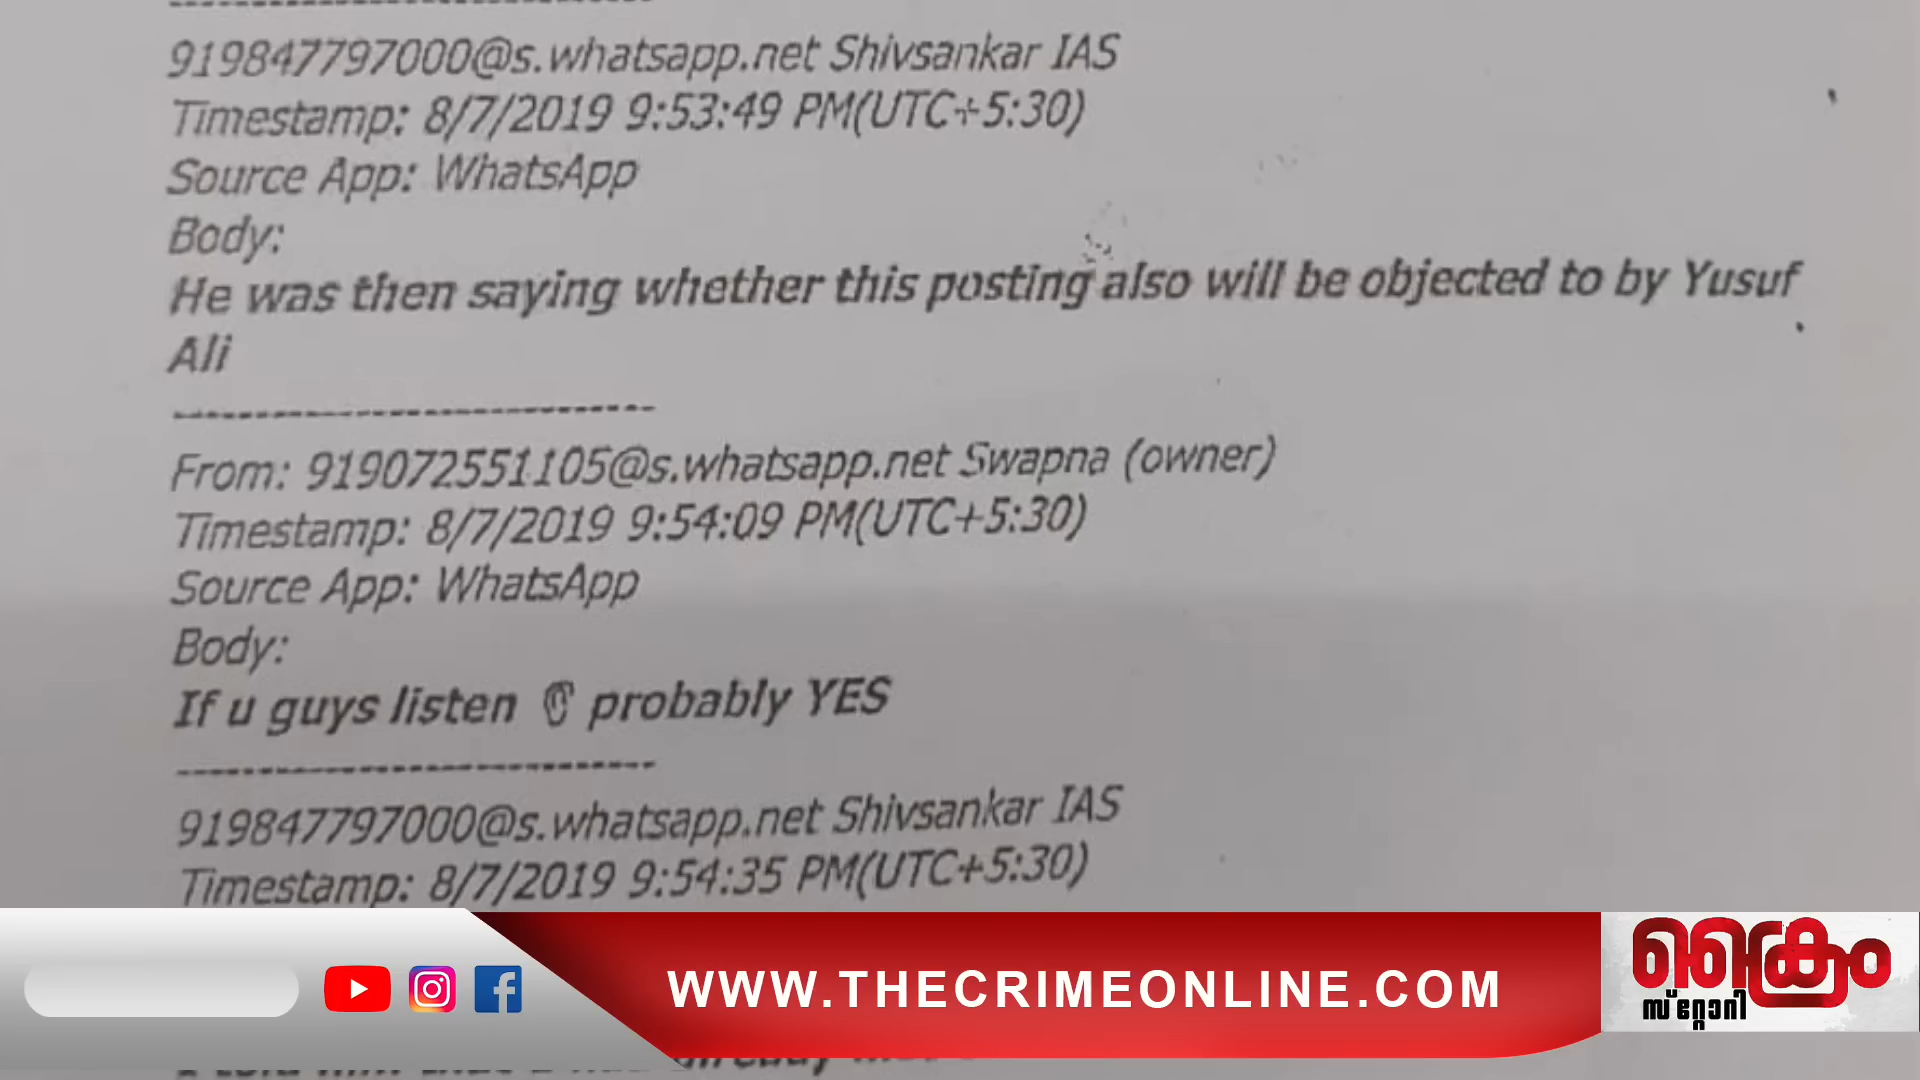 919847797000@s.whatsapp.net Shivsankar IAS
Timestamp: 8/7/2019 9:53:49 PM(UTC+5:30)
Source App: WhatsApp
Body:
He was then saying whether this posting also will be objected to by Yusuf
Ali
-----------------------------
From: 919072551105@s.whatsapp.net Swapna (owner)
Timestamp: 8/7/2019 9:54:09 PM(UTC+5:30)
Source App: WhatsApp
Body:
If u guys listen 👂 probably YES
-----------------------------
919847797000@s.whatsapp.net Shivsankar IAS
Timestamp: 8/7/2019 9:54:35 PM(UTC+5:30)
WWW.THECRIMEONLINE.COM
ക്രൈം
സ്റ്റോറി